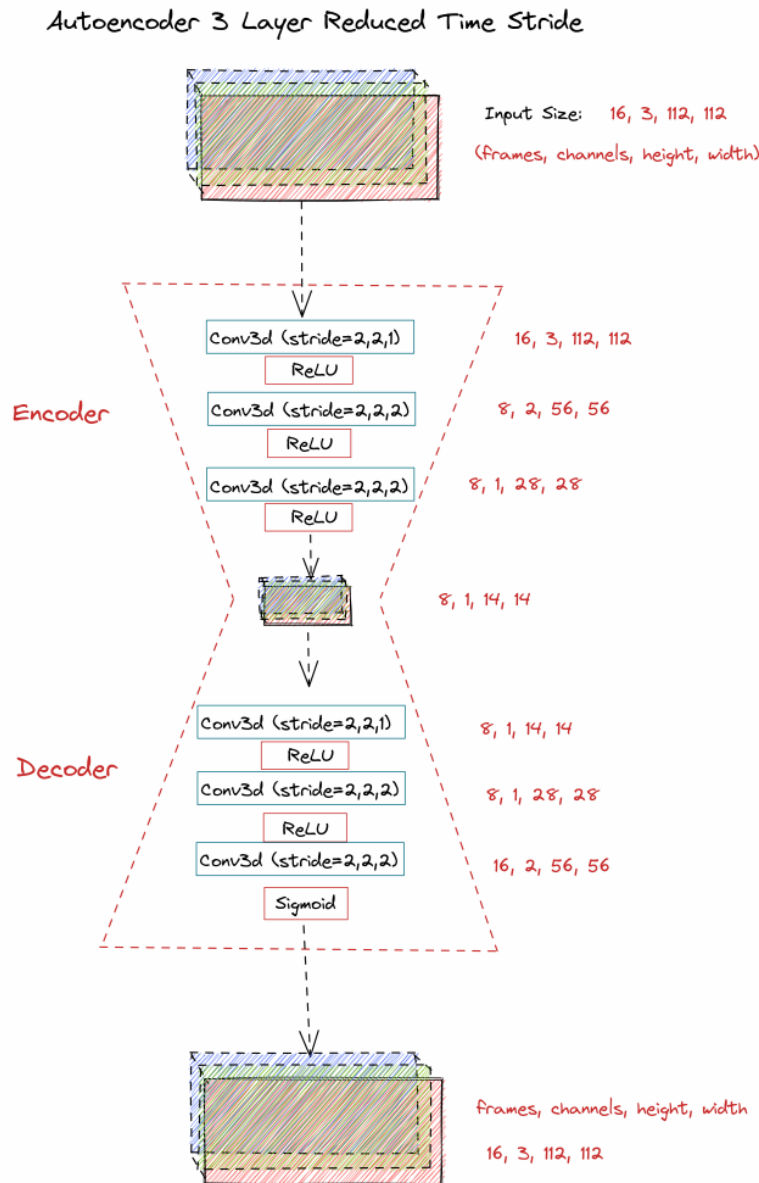 Autoencoder 3 Layer Reduced Time Stride
Input Size: 16, 3, 112, 112
(frames, channels, height, width)
Conv3d (stride=2,2,1) 16, 3, 112, 112
ReLU
Encoder
Conv3d (stride=2,2,2) 8, 2, 56, 56
ReLU
Conv3d (stride=2,2,2) 8, 1, 28, 28
ReLU
8, 1, 14, 14
Conv3d (stride=2,2,1) 8, 1, 14, 14
ReLU
Decoder
Conv3d (stride=2,2,2) 8, 1, 28, 28
ReLU
Conv3d (stride=2,2,2) 16, 2, 56, 56
Sigmoid
frames, channels, height, width
16, 3, 112, 112